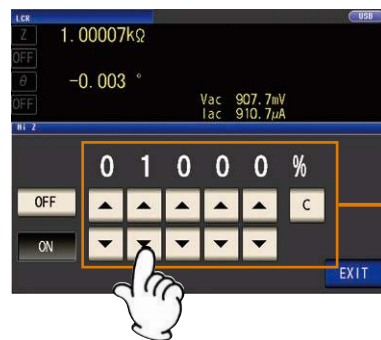 LCR USB
Z 1.00007kΩ
OFF
θ -0.003 °
OFF Vac 907.7mV
Iac 910.7μA
Hi Z
0 1 0 0 0 %
OFF C
ON
EXIT